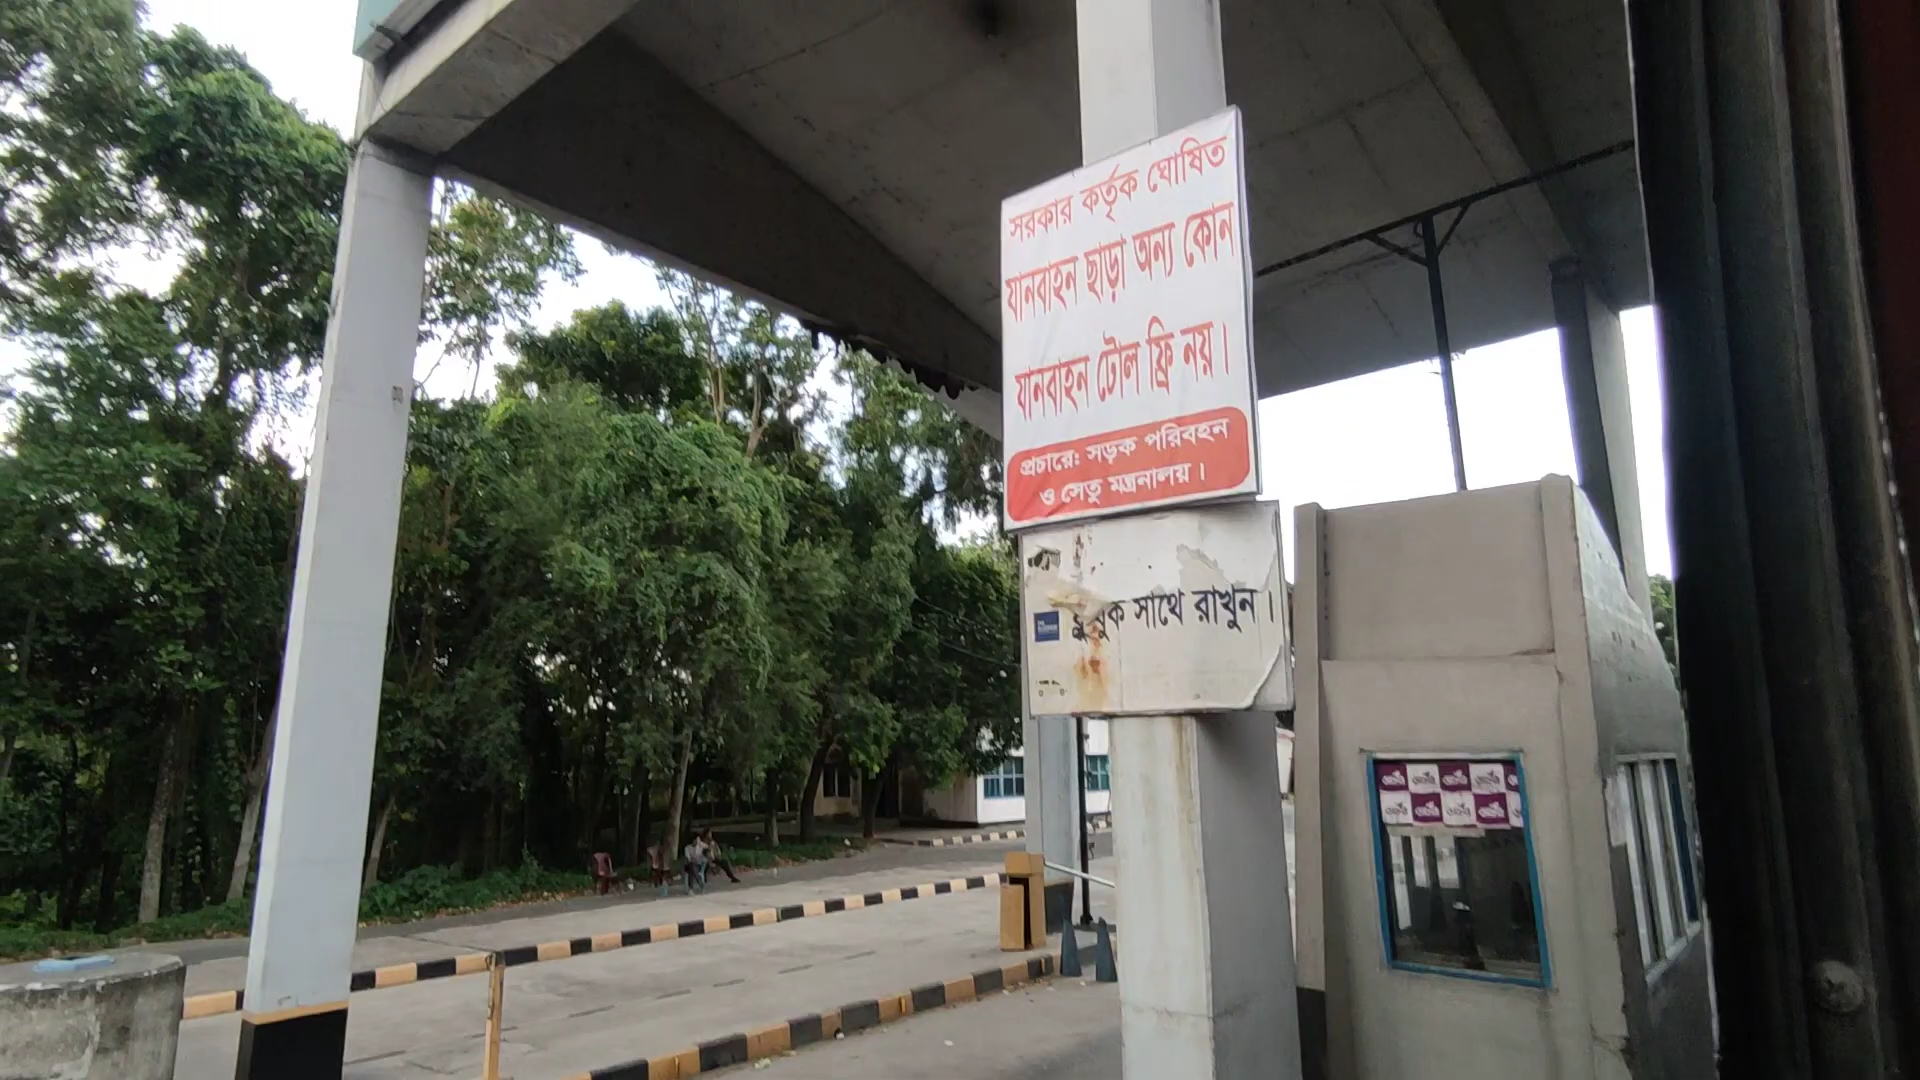 সরকার কর্তৃক ঘোষিত
যানবাহন ছাড়া অন্য কোন
যানবাহন টোল ফ্রি নয়।
প্রচারে: সড়ক পরিবহন
ও সেতু মন্ত্রনালয়।
সাথে রাখুন।